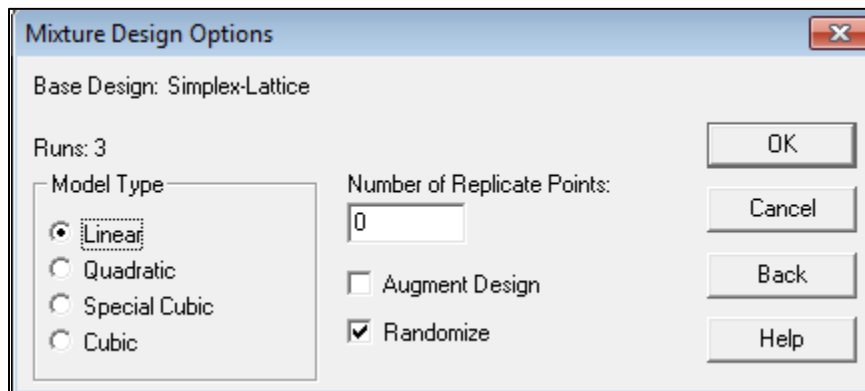 Mixture Design Options
Base Design: Simplex-Lattice
Runs: 3
Model Type
Linear
Quadratic
Special Cubic
Cubic
Number of Replicate Points:
0
Augment Design
Randomize
OK
Cancel
Back
Help